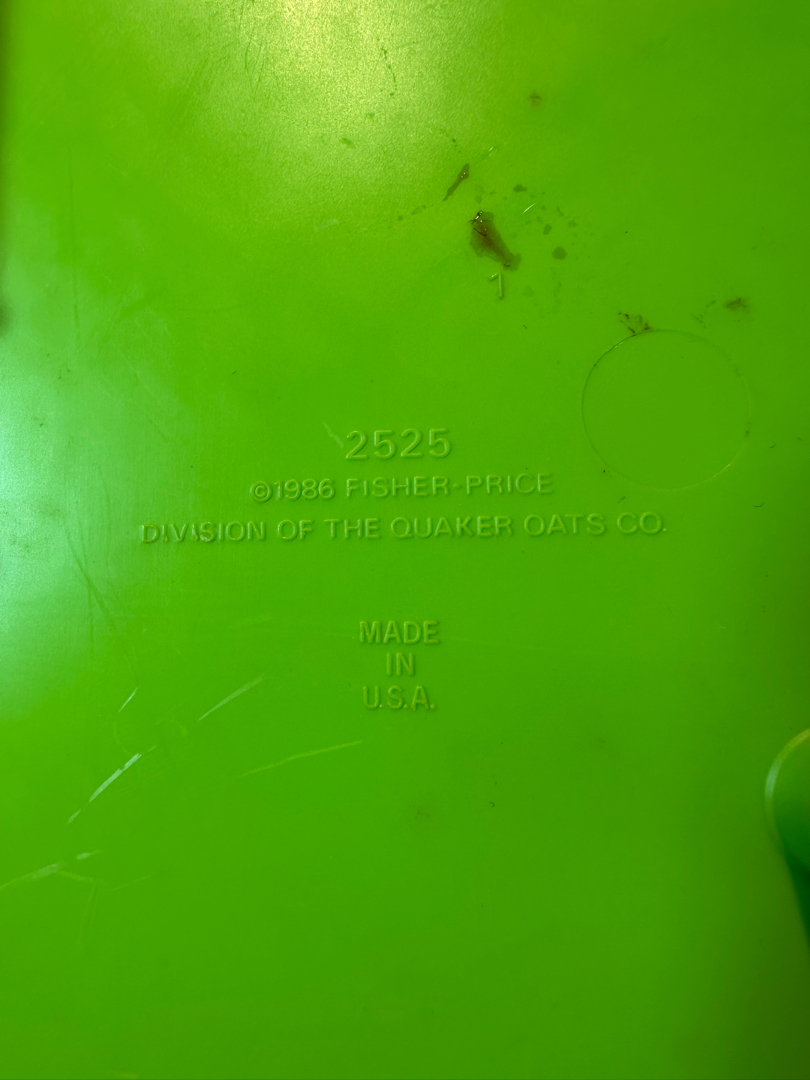 1
2525
©1986 FISHER-PRICE
DIVISION OF THE QUAKER OATS CO.
MADE
IN
U.S.A.